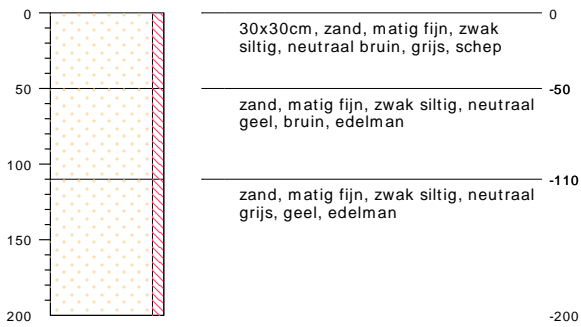 0
0
30x30cm, zand, matig fijn, zwak
siltig, neutraal bruin, grijs, schep
50
-50
zand, matig fijn, zwak siltig, neutraal
geel, bruin, edelman
100
-110
zand, matig fijn, zwak siltig, neutraal
grijs, geel, edelman
150
200
-200